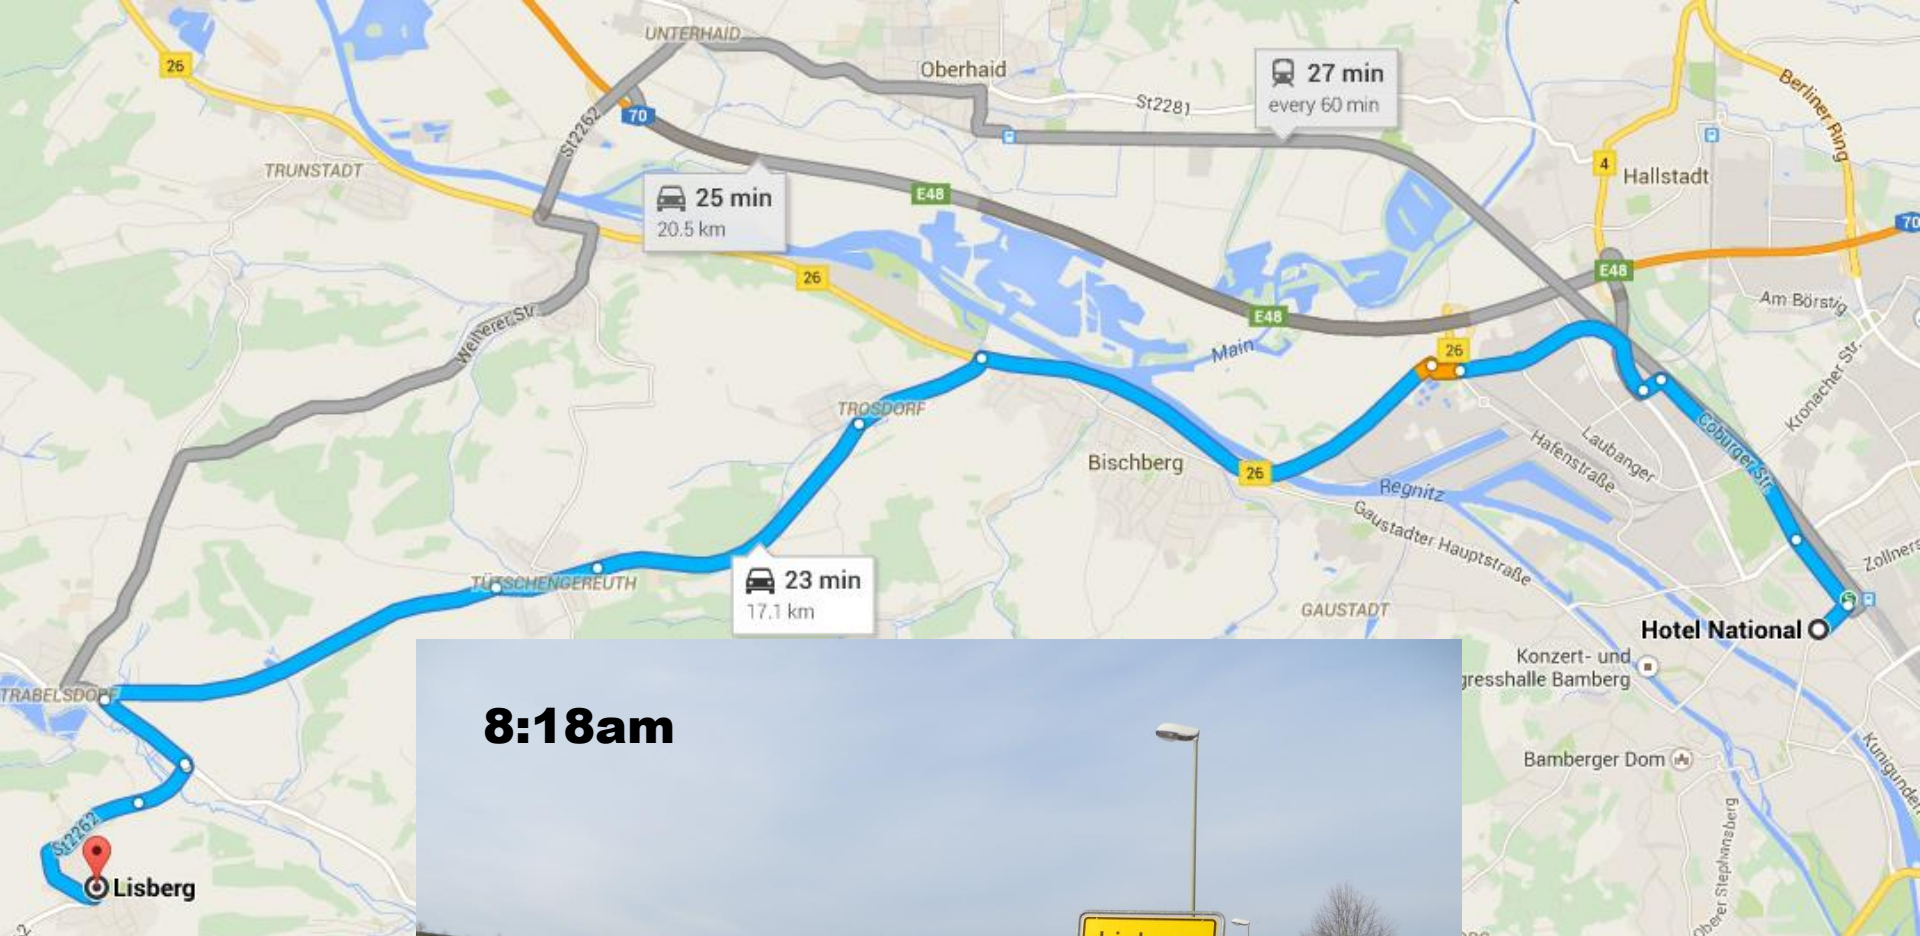 UNTERHAID
26
Oberhaid
27 min
every 60 min
Berliner Ring
St2281
70
St2262
4
Hallstadt
TRUNSTADT
25 min
20.5 km
E48
70
26
E48
Am Börstig
E48
Weiherer Str.
Main
26
Kronacher Str.
TROSDORF
Coburger Str.
Laubanger
Hafenstraße
Bischberg
26
Regnitz
Gaustadter Hauptstraße
TÜTSCHENGEREUTH
23 min
17.1 km
GAUSTADT
Hotel National
Konzert- und
gresshalle Bamberg
TRABELSDORF
8:18am
Bamberger Dom
St2262
Oberer Stephansberg
Lisberg